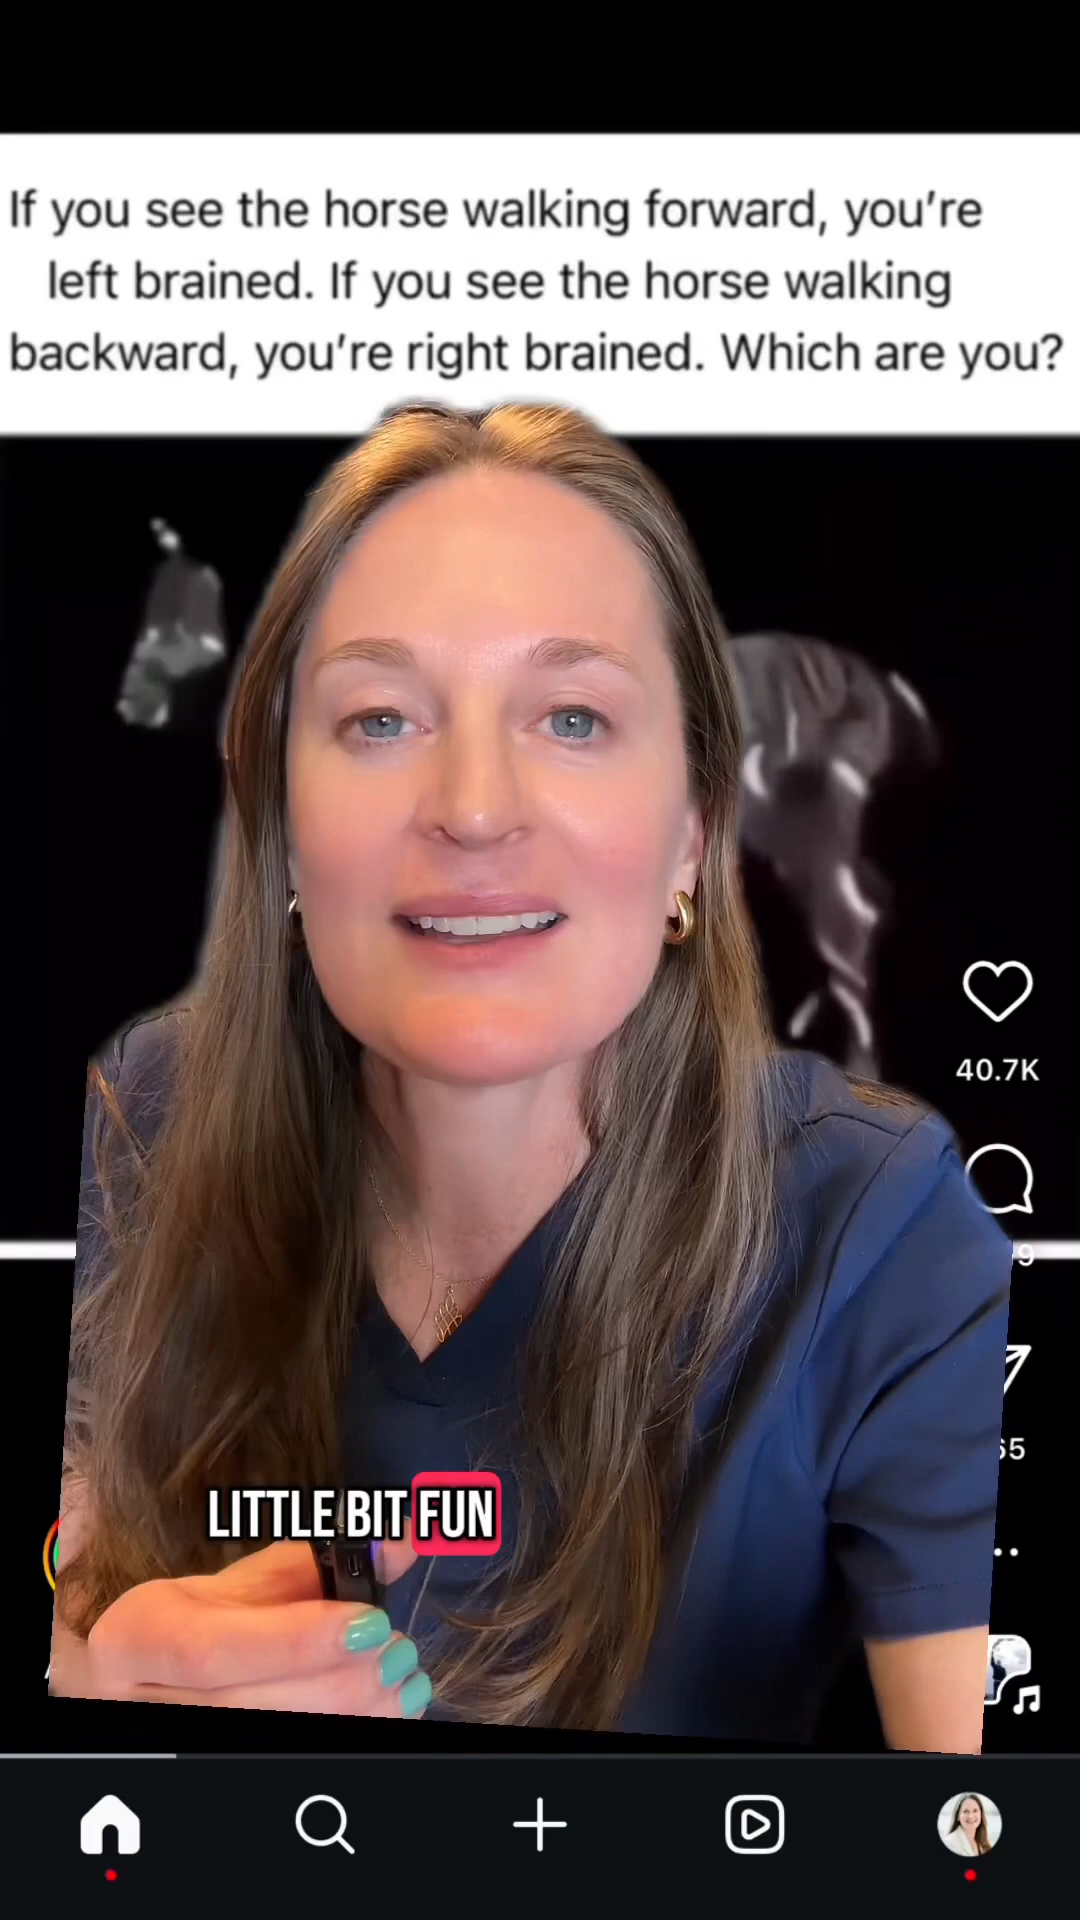 If you see the horse walking forward, you’re
left brained. If you see the horse walking
backward, you’re right brained. Which are you?
40.7K
LITTLE BIT FUN